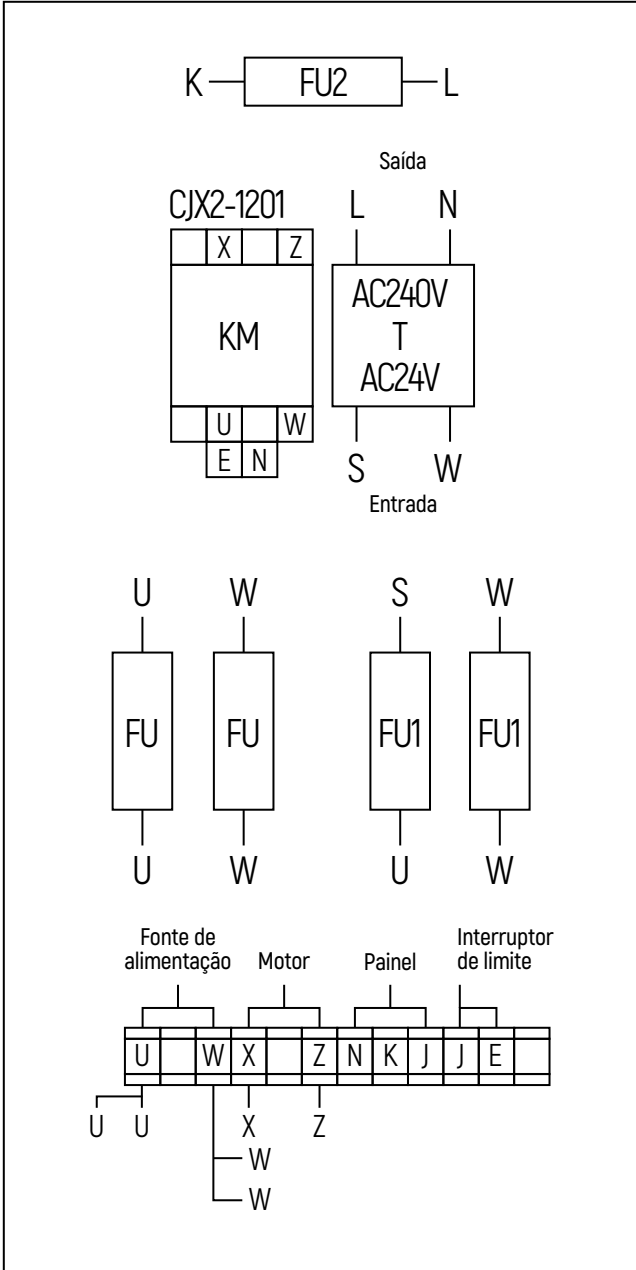 K FU2 L
Saída
CJX2-1201 L N
X Z
AC240V
KM T
AC24V
U W
E N
S W
Entrada
U W S W
FU FU FU1 FU1
U W U W
Fonte de
alimentação Motor Painel Interruptor
de limite
U W X Z N K J J E
U U X Z
W
W